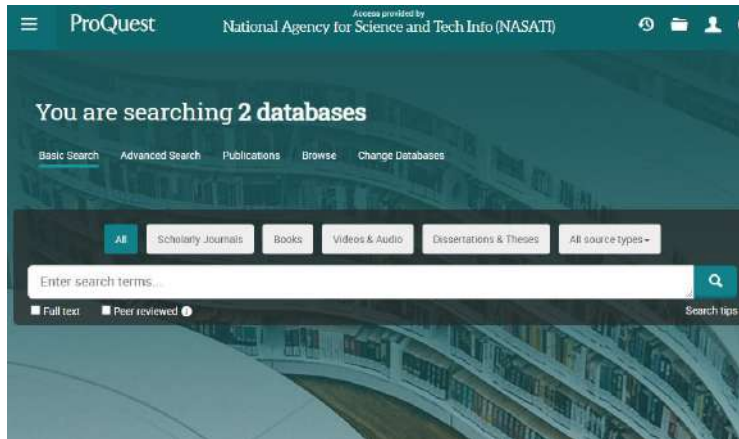 Access provided by
ProQuest National Agency for Science and Tech Info (NASATI)
You are searching 2 databases
Basic Search Advanced Search Publications Browse Change Databases
All Scholarly Journals Books Videos & Audio Dissertations & Theses All source types
Enter search terms...
Full text Peer reviewed
Search tips